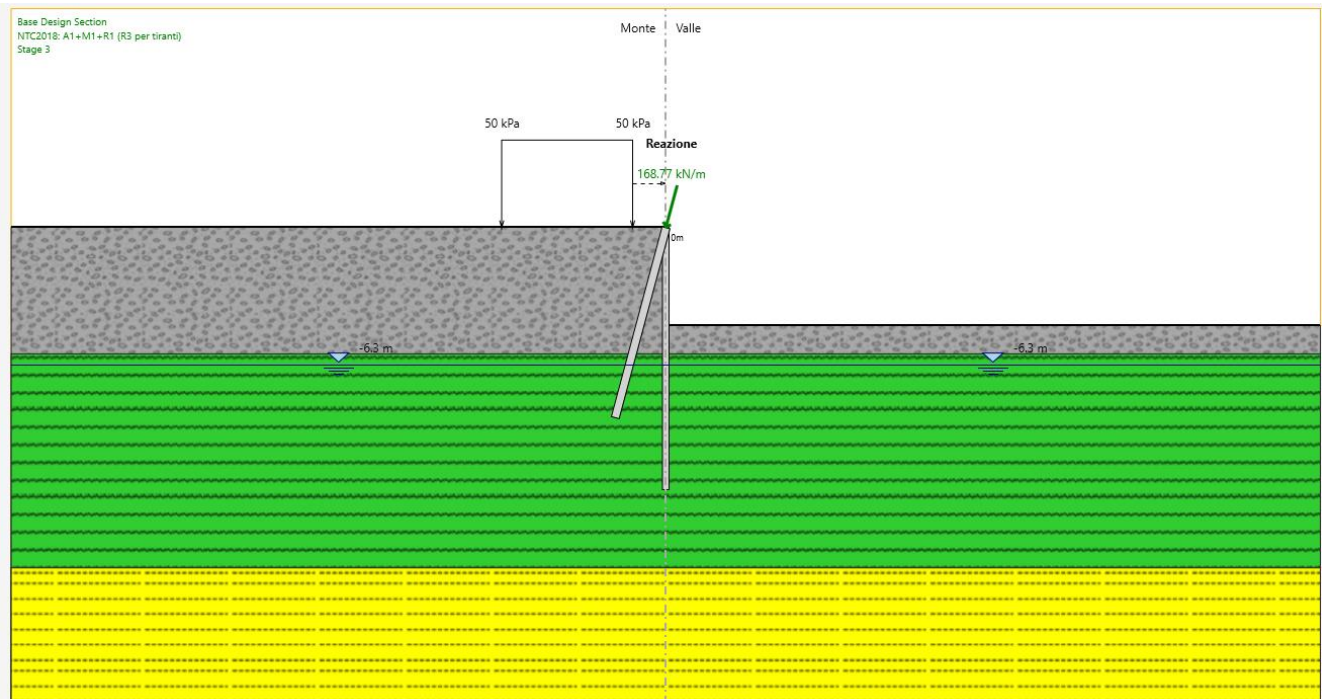 Base Design Section
NTC2018: A1+M1+R1 (R3 per tiranti)
Stage 3
Monte Valle
50 kPa 50 kPa
Reazione
168.77 kN/m
0m
-6.3 m -6.3 m